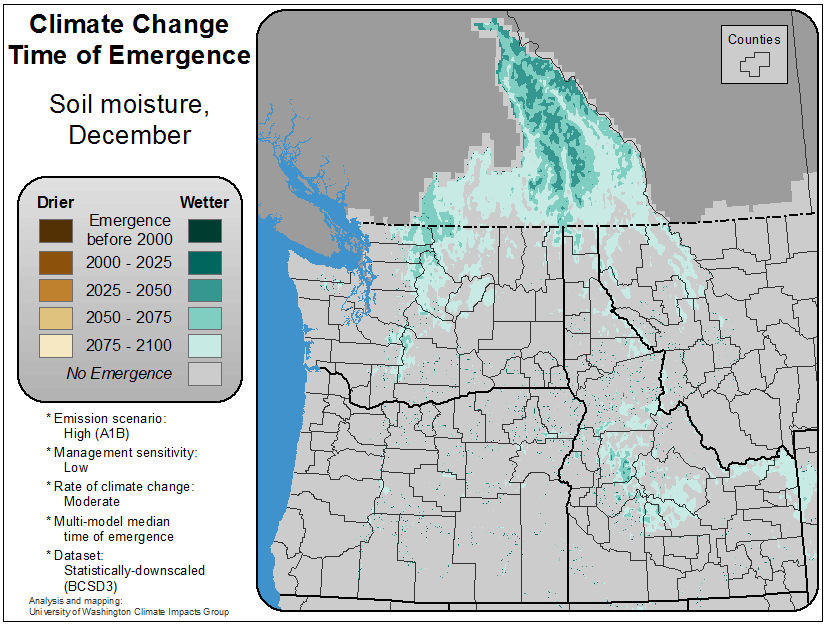 Climate Change
Time of Emergence
Soil moisture,
December
Drier
Wetter
Emergence
before 2000
2000 - 2025
2025 - 2050
2050 - 2075
2075 - 2100
No Emergence
* Emission scenario:
High (A1B)
* Management sensitivity:
Low
* Rate of climate change:
Moderate
* Multi-model median
time of emergence
* Dataset:
Statistically-downscaled
(BCSD3)
Analysis and mapping:
University of Washington Climate Impacts Group
Counties